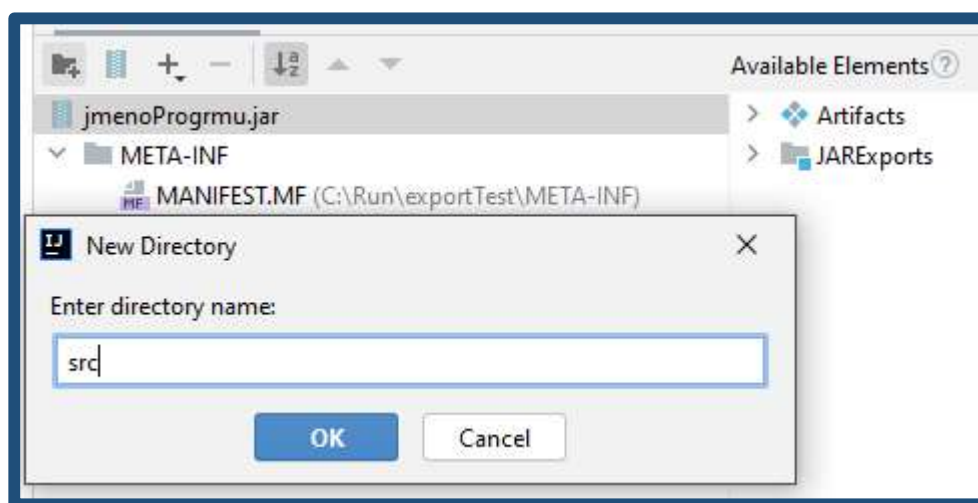 Available Elements
jmenoProgrmu.jar
Artifacts
META-INF
JARExports
MANIFEST.MF (C:\Run\exportTest\META-INF)
New Directory
Enter directory name:
src
OK
Cancel